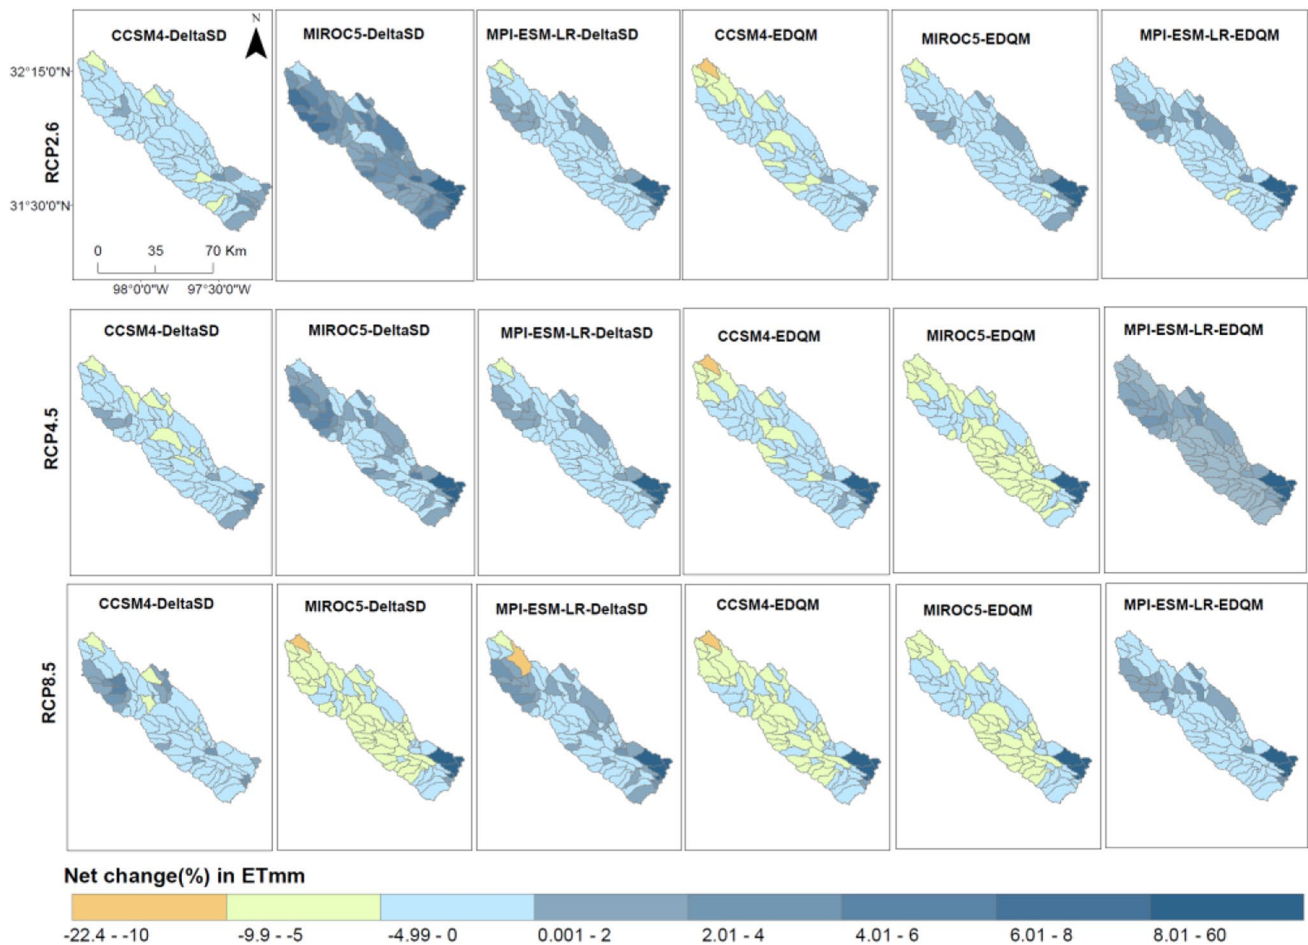 CCSM4-DeltaSD
N
MIROC5-DeltaSD
MPI-ESM-LR-DeltaSD
CCSM4-EDQM
MIROC5-EDQM
MPI-ESM-LR-EDQM
32°15'0"N
RCP2.6
31°30'0"N
0 35 70 Km
98°0'0"W 97°30'0"W
CCSM4-DeltaSD
MIROC5-DeltaSD
MPI-ESM-LR-DeltaSD
CCSM4-EDQM
MIROC5-EDQM
MPI-ESM-LR-EDQM
RCP4.5
CCSM4-DeltaSD
MIROC5-DeltaSD
MPI-ESM-LR-DeltaSD
CCSM4-EDQM
MIROC5-EDQM
MPI-ESM-LR-EDQM
RCP8.5
Net change(%) in ETmm
-22.4 - -10 -9.9 - -5 -4.99 - 0 0.001 - 2 2.01 - 4 4.01 - 6 6.01 - 8 8.01 - 60